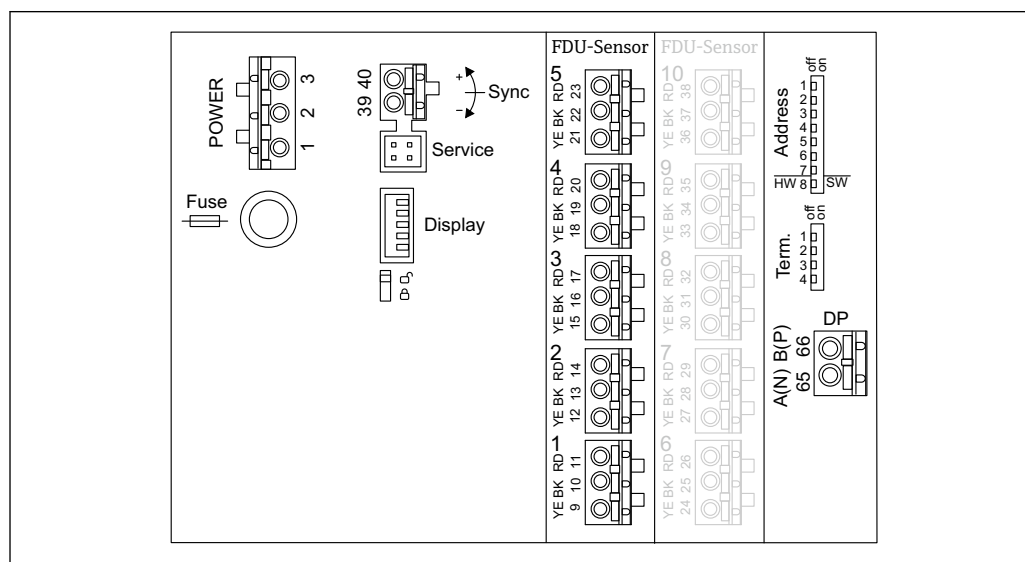 POWER
3
2
1
39 40
+
−
Sync
Service
Fuse
Display
FDU-Sensor
5
YE BK RD
21 22 23
4
YE BK RD
18 19 20
3
YE BK RD
15 16 17
2
YE BK RD
12 13 14
1
YE BK RD
9 10 11
FDU-Sensor
10
YE BK RD
36 37 38
9
YE BK RD
33 34 35
8
YE BK RD
30 31 32
7
YE BK RD
27 28 29
6
YE BK RD
24 25 26
Address
off
on
1
2
3
4
5
6
7
HW 8 SW
Term.
off
on
1
2
3
4
DP
A(N) B(P)
65 66